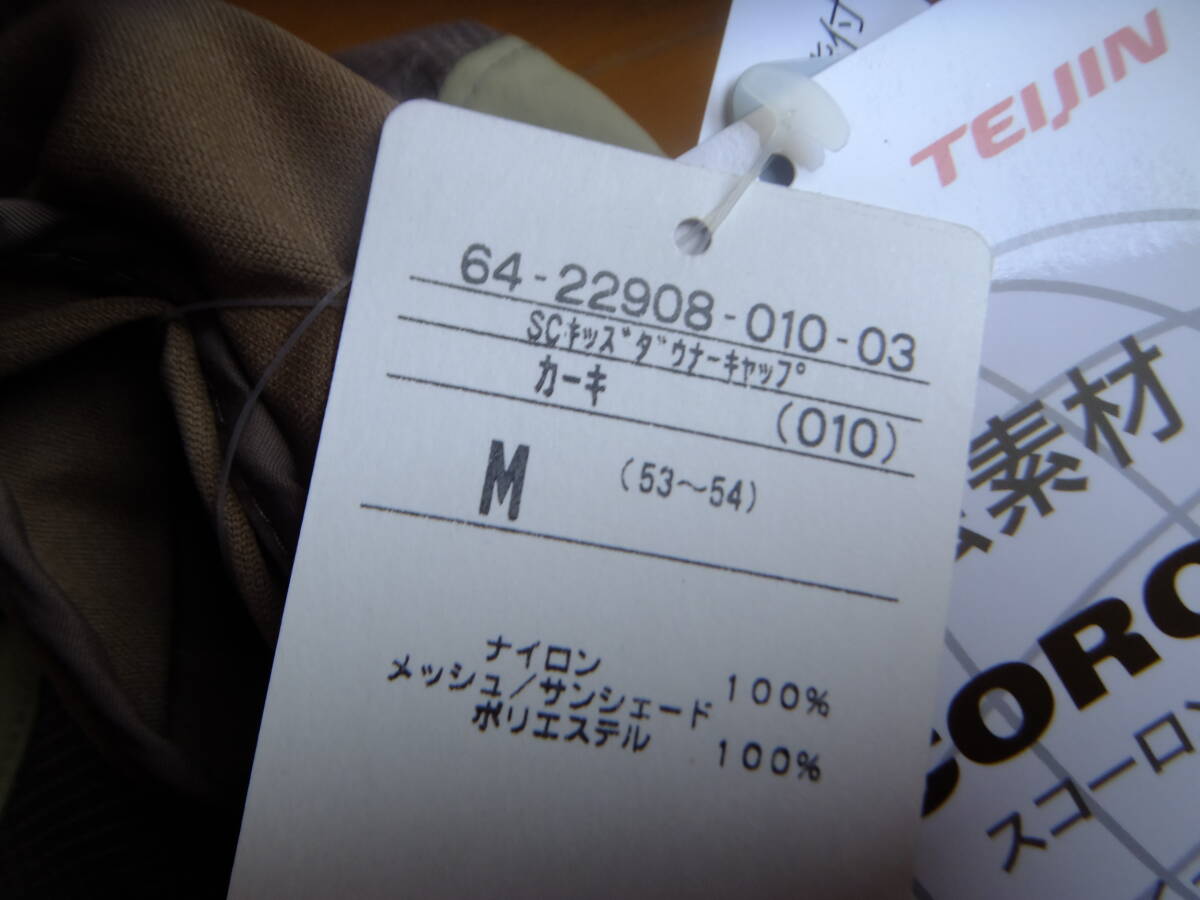 64-22908-010-03
SCｷｯｽﾞﾀﾞｳﾅｰｷｬｯﾌﾟ
カーキ (010)
M (53～54)
ナイロン 100%
メッシュ/サンシェード
ポリエステル 100%
TEIJIN
素材
スコーロン